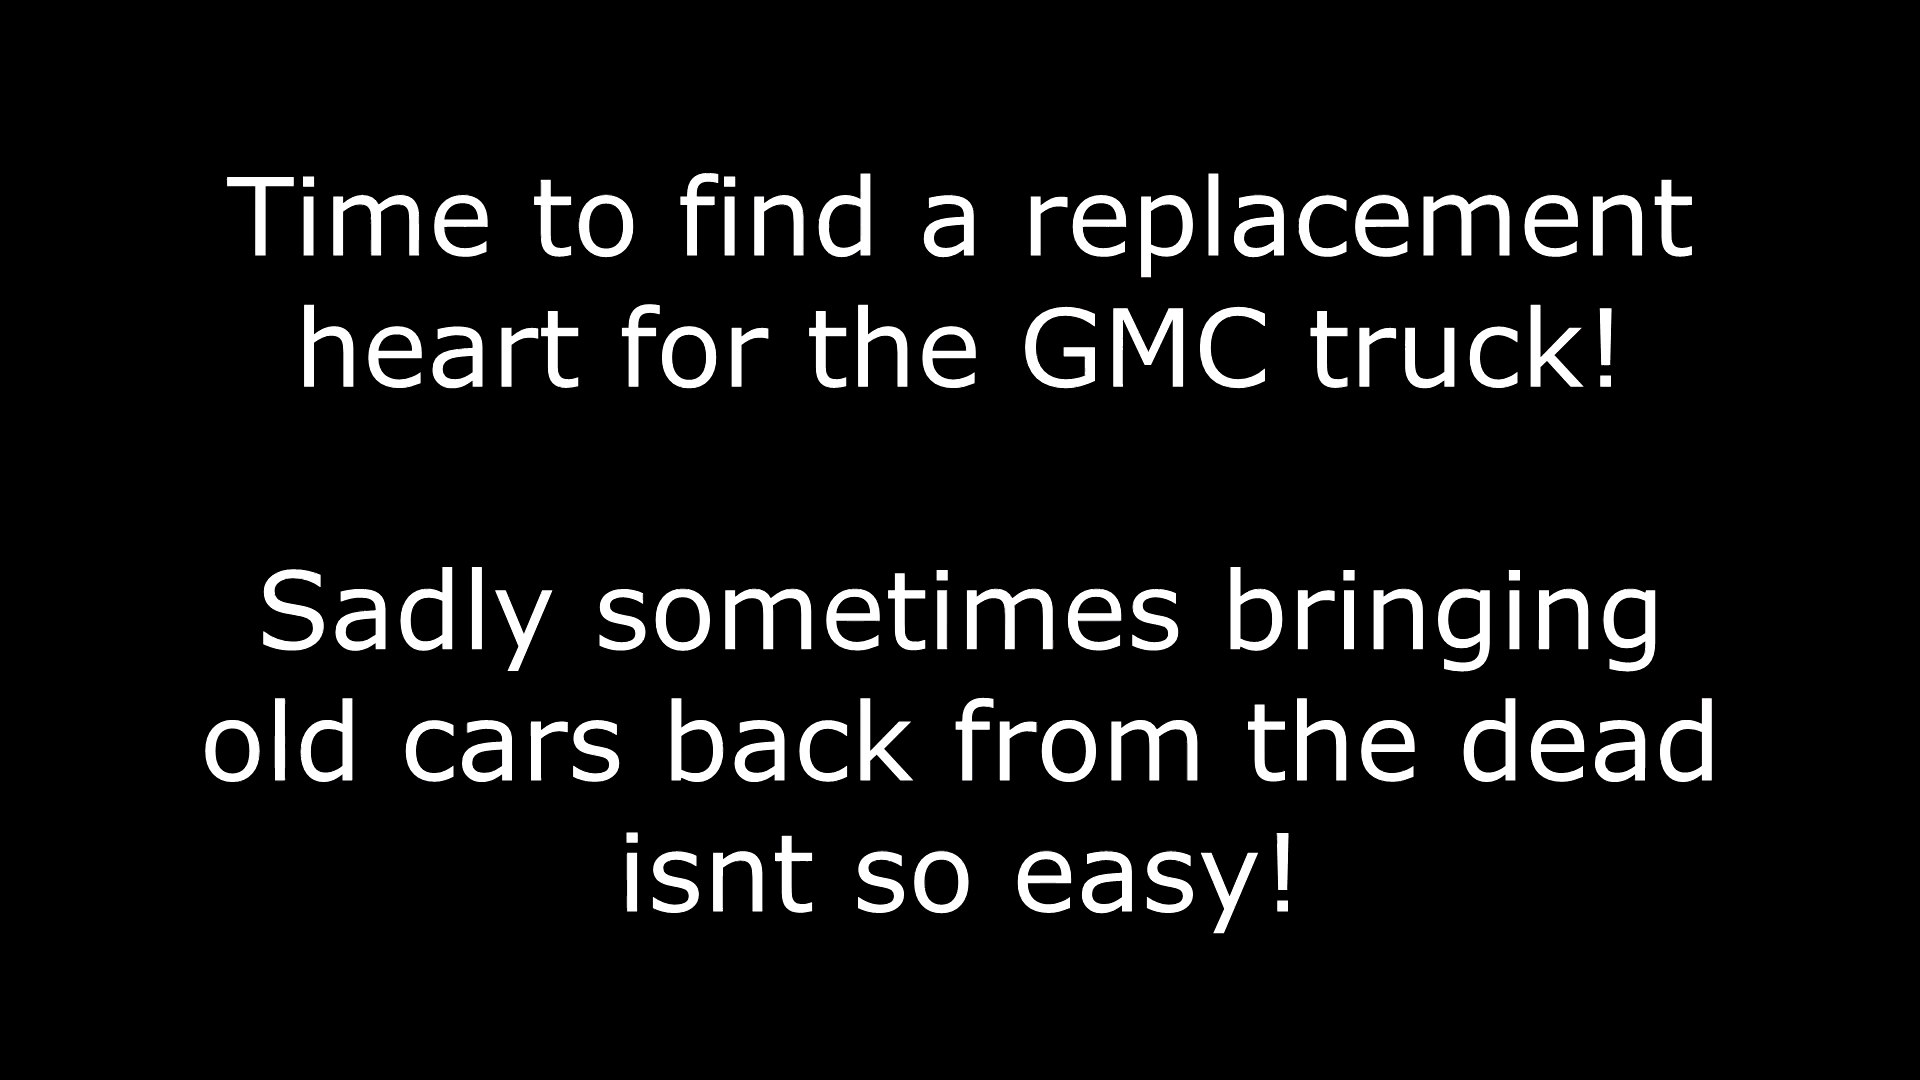 Time to find a replacement
heart for the GMC truck!
Sadly sometimes bringing
old cars back from the dead
isnt so easy!